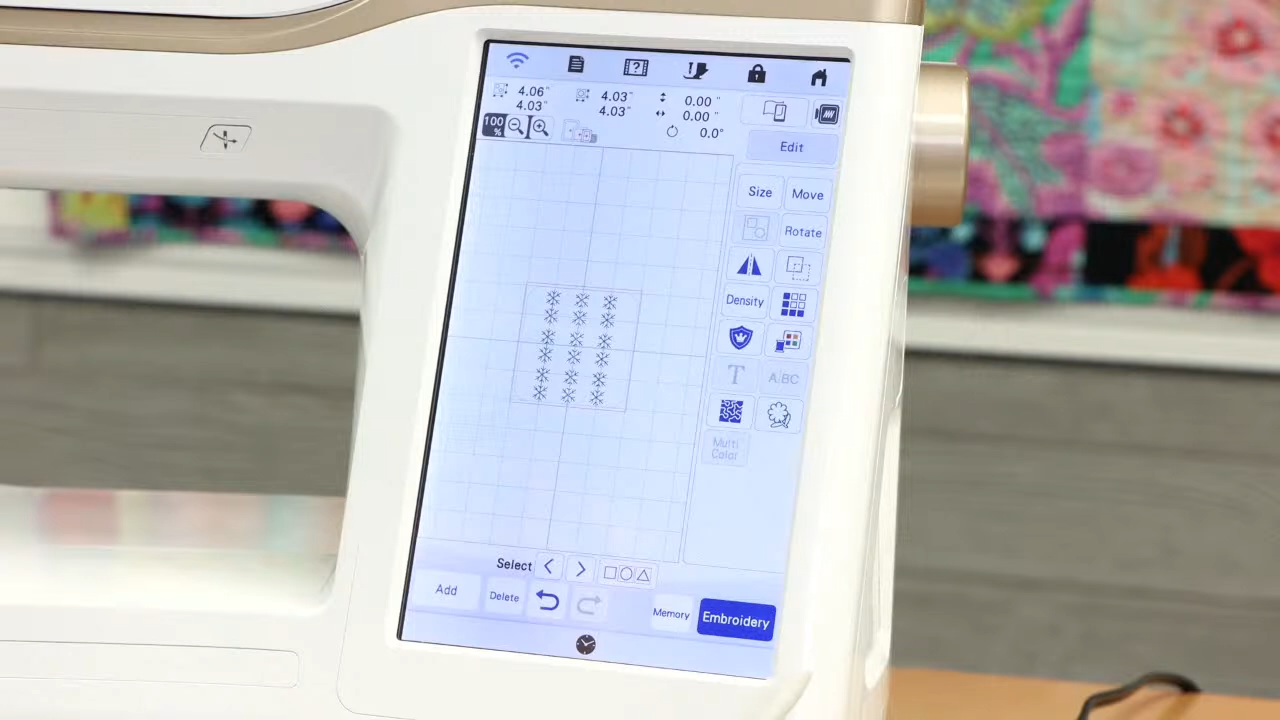 4.06" 4.03" 0.00 "
4.03" 4.03" 0.00 "
100 %
0.0°
Edit
Size Move
Rotate
Density
T ABC
Multi
Color
Select
Add Delete Memory Embroidery